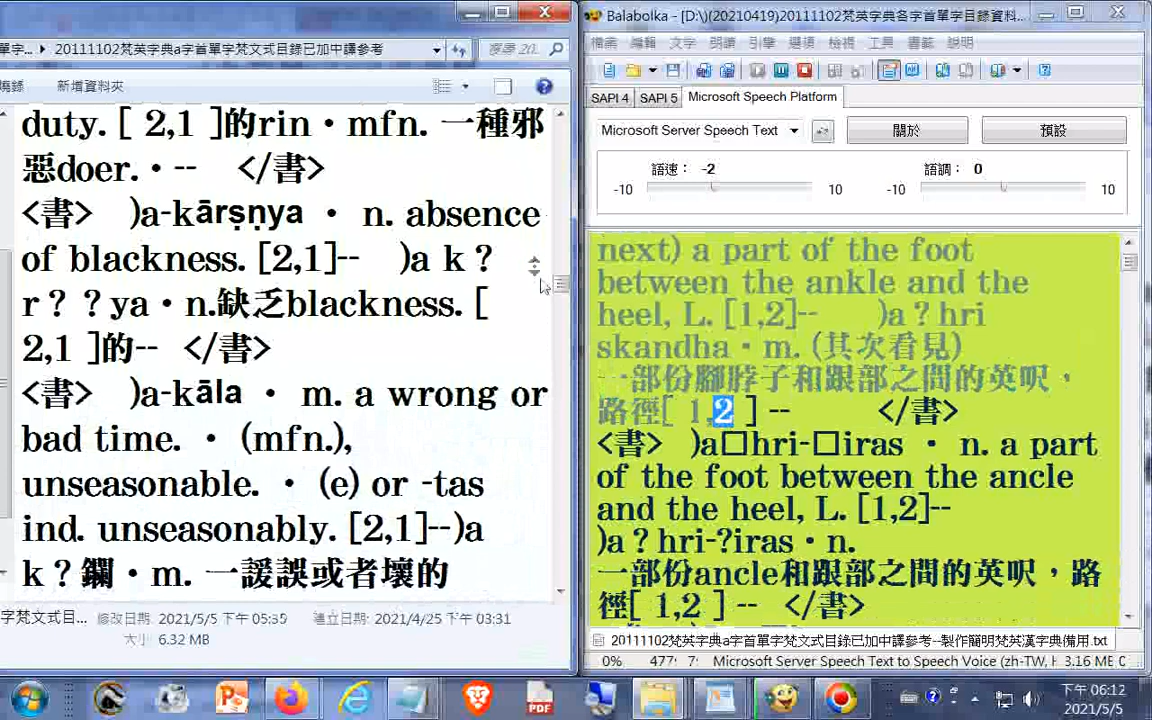 單字... ▸ 20111102梵英字典a字首單字梵文式目錄已加中譯參考
搜尋 20...
新增資料夾
duty. [ 2,1 ]的rin・mfn. 一種邪
惡doer.・-- </書>
<書> )a-kārṣṇya ・ n. absence
of blackness. [2,1]-- )a k？
r？？ya・n.缺乏blackness. [
2,1 ]的-- </書>
<書> )a-kāla ・ m. a wrong or
bad time. ・ (mfn.),
unseasonable. ・ (e) or -tas
ind. unseasonably. [2,1]--)a
k？鑭・m. 一諼誤或者壞的
字梵文式目... 修改日期: 2021/5/5 下午 05:35 建立日期: 2021/4/25 下午 03:31
大小: 6.32 MB
Balabolka - [D:\)(20210419)20111102梵英字典各字首單字目錄資料...
檔案 編輯 文字 朗讀 引擎 選項 檢視 工具 書籤 說明
SAPI 4 SAPI 5 Microsoft Speech Platform
Microsoft Server Speech Text 關於 預設
語速: -2 語調: 0
-10 10 -10 10
next) a part of the foot
between the ankle and the
heel, L. [1,2]-- )a？hri
skandha・m. (其次看見)
一部份腳脖子和跟部之間的英呎，
路徑[ 1,2 ] -- </書>
<書> )a□hri-□iras ・ n. a part
of the foot between the ancle
and the heel, L. [1,2]--
)a？hri-?iras・n.
一部份ancle和跟部之間的英呎，路
徑[ 1,2 ] -- </書>
20111102梵英字典a字首單字梵文式目錄已加中譯參考--製作簡明梵英漢字典備用.txt
0% 477: 7: Microsoft Server Speech Text to Speech Voice (zh-TW, H 3.16 ME C
PDF
下午 06:12
2021/5/5